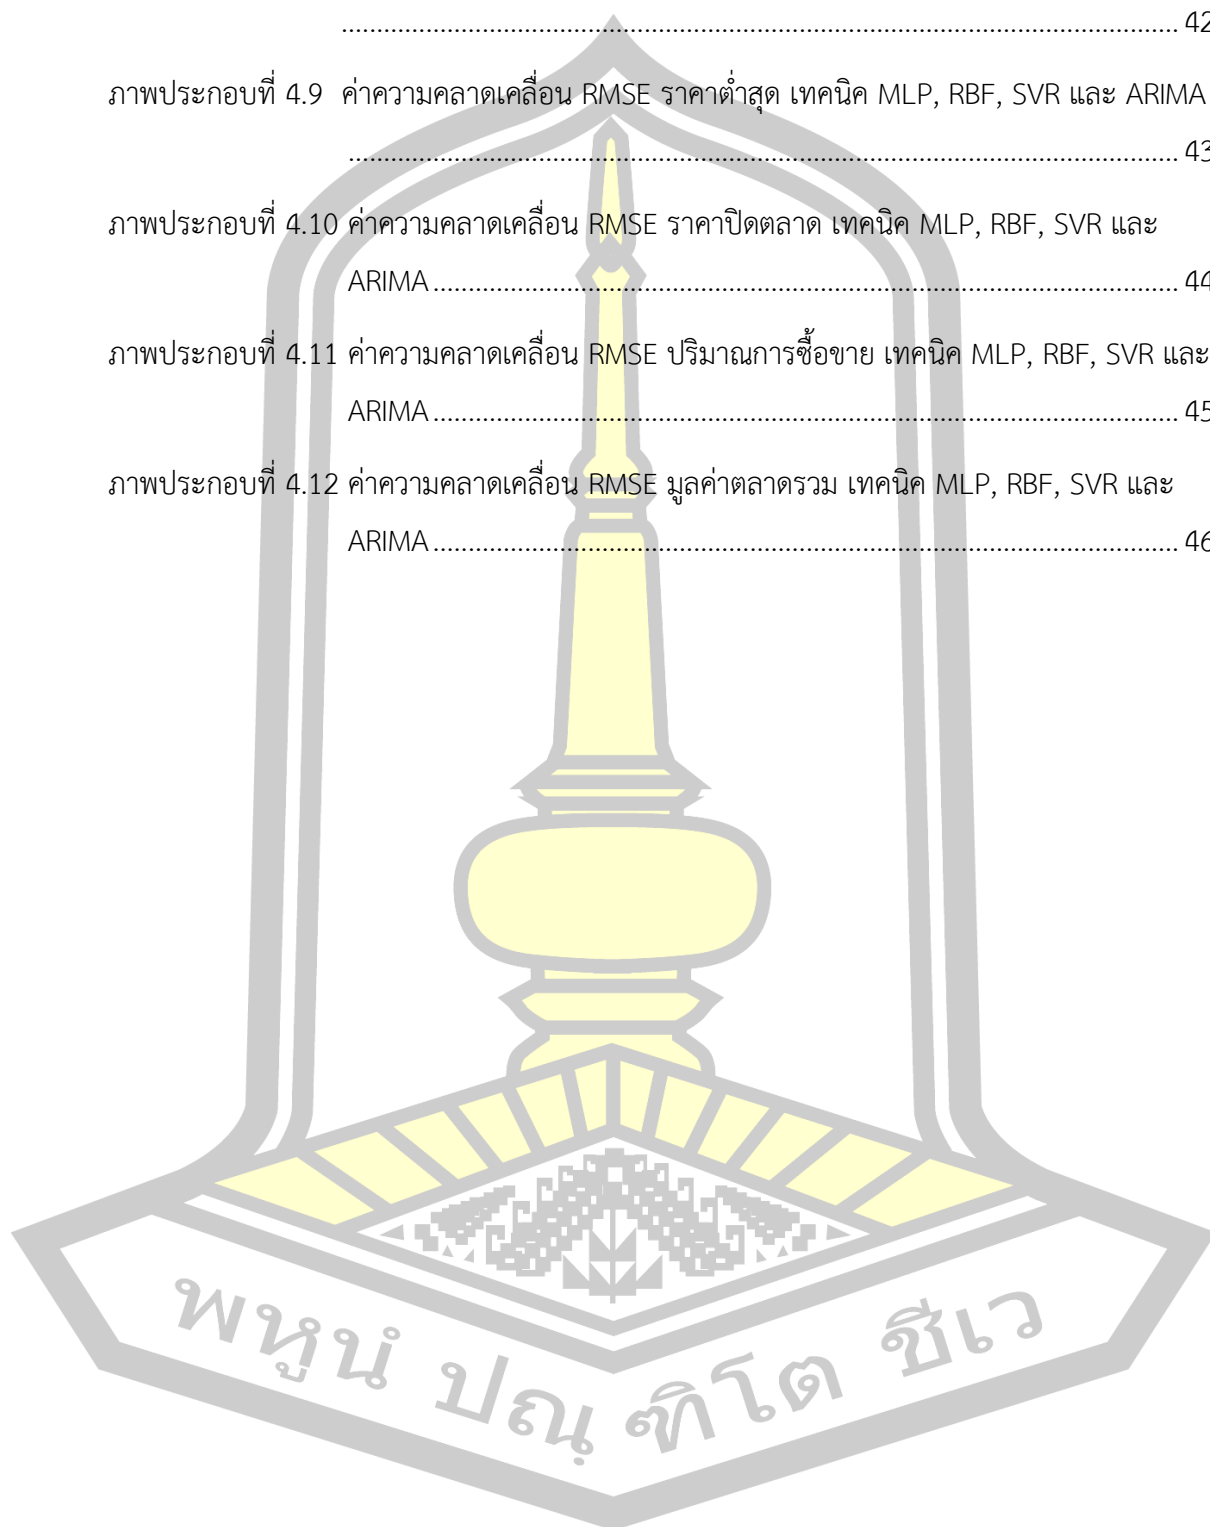 ........................................................................................................................ 42
ภาพประกอบที่ 4.9 ค่าความคลาดเคลื่อน RMSE ราคาต่ำสุด เทคนิค MLP, RBF, SVR และ ARIMA
....................................................................................................................... 43
ภาพประกอบที่ 4.10 ค่าความคลาดเคลื่อน RMSE ราคาปิดตลาด เทคนิค MLP, RBF, SVR และ
ARIMA ........................................................................................................... 44
ภาพประกอบที่ 4.11 ค่าความคลาดเคลื่อน RMSE ปริมาณการซื้อขาย เทคนิค MLP, RBF, SVR และ
ARIMA ........................................................................................................... 45
ภาพประกอบที่ 4.12 ค่าความคลาดเคลื่อน RMSE มูลค่าตลาดรวม เทคนิค MLP, RBF, SVR และ
ARIMA ........................................................................................................... 46
พหูนํ ปณฺฑิโต ชีเว